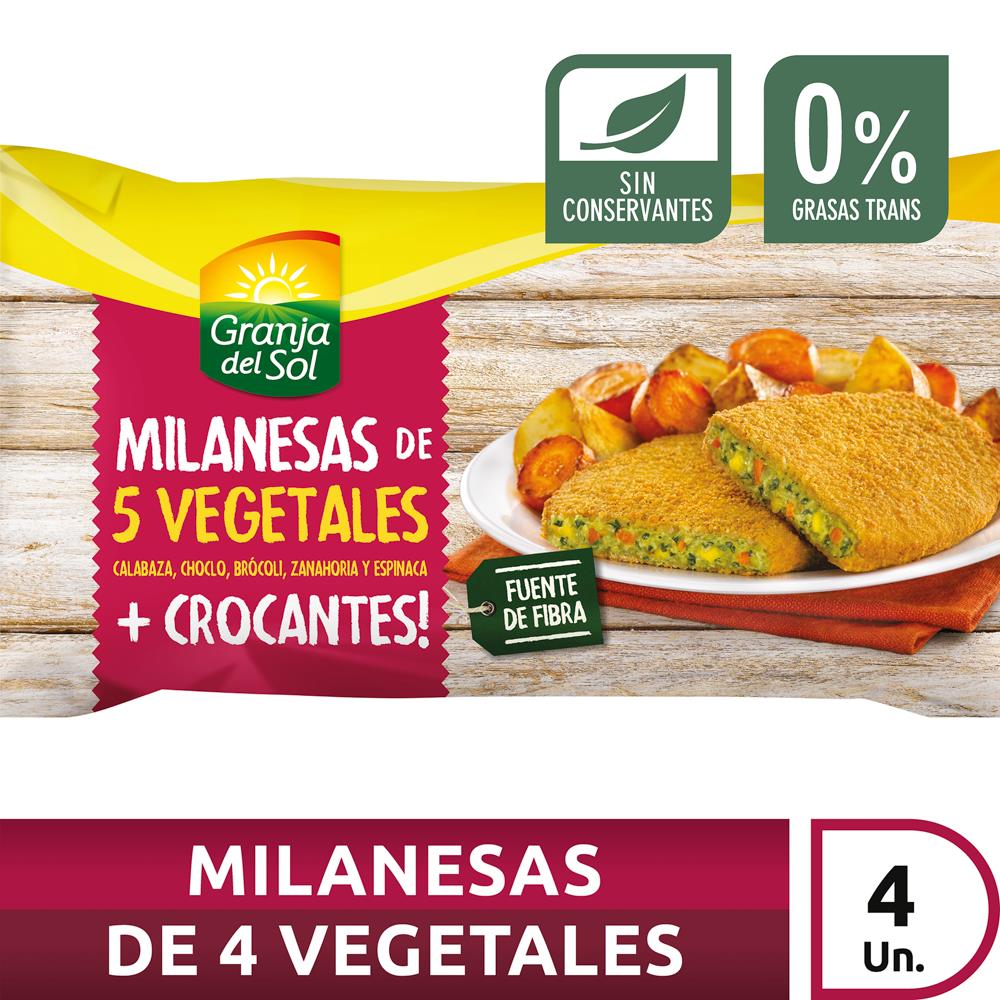 SIN
CONSERVANTES
0%
GRASAS TRANS
Granja
del Sol
MILANESAS DE
5 VEGETALES
CALABAZA, CHOCLO, BRÓCOLI, ZANAHORIA Y ESPINACA
+ CROCANTES!
FUENTE
DE FIBRA
MILANESAS
DE 4 VEGETALES
4
Un.